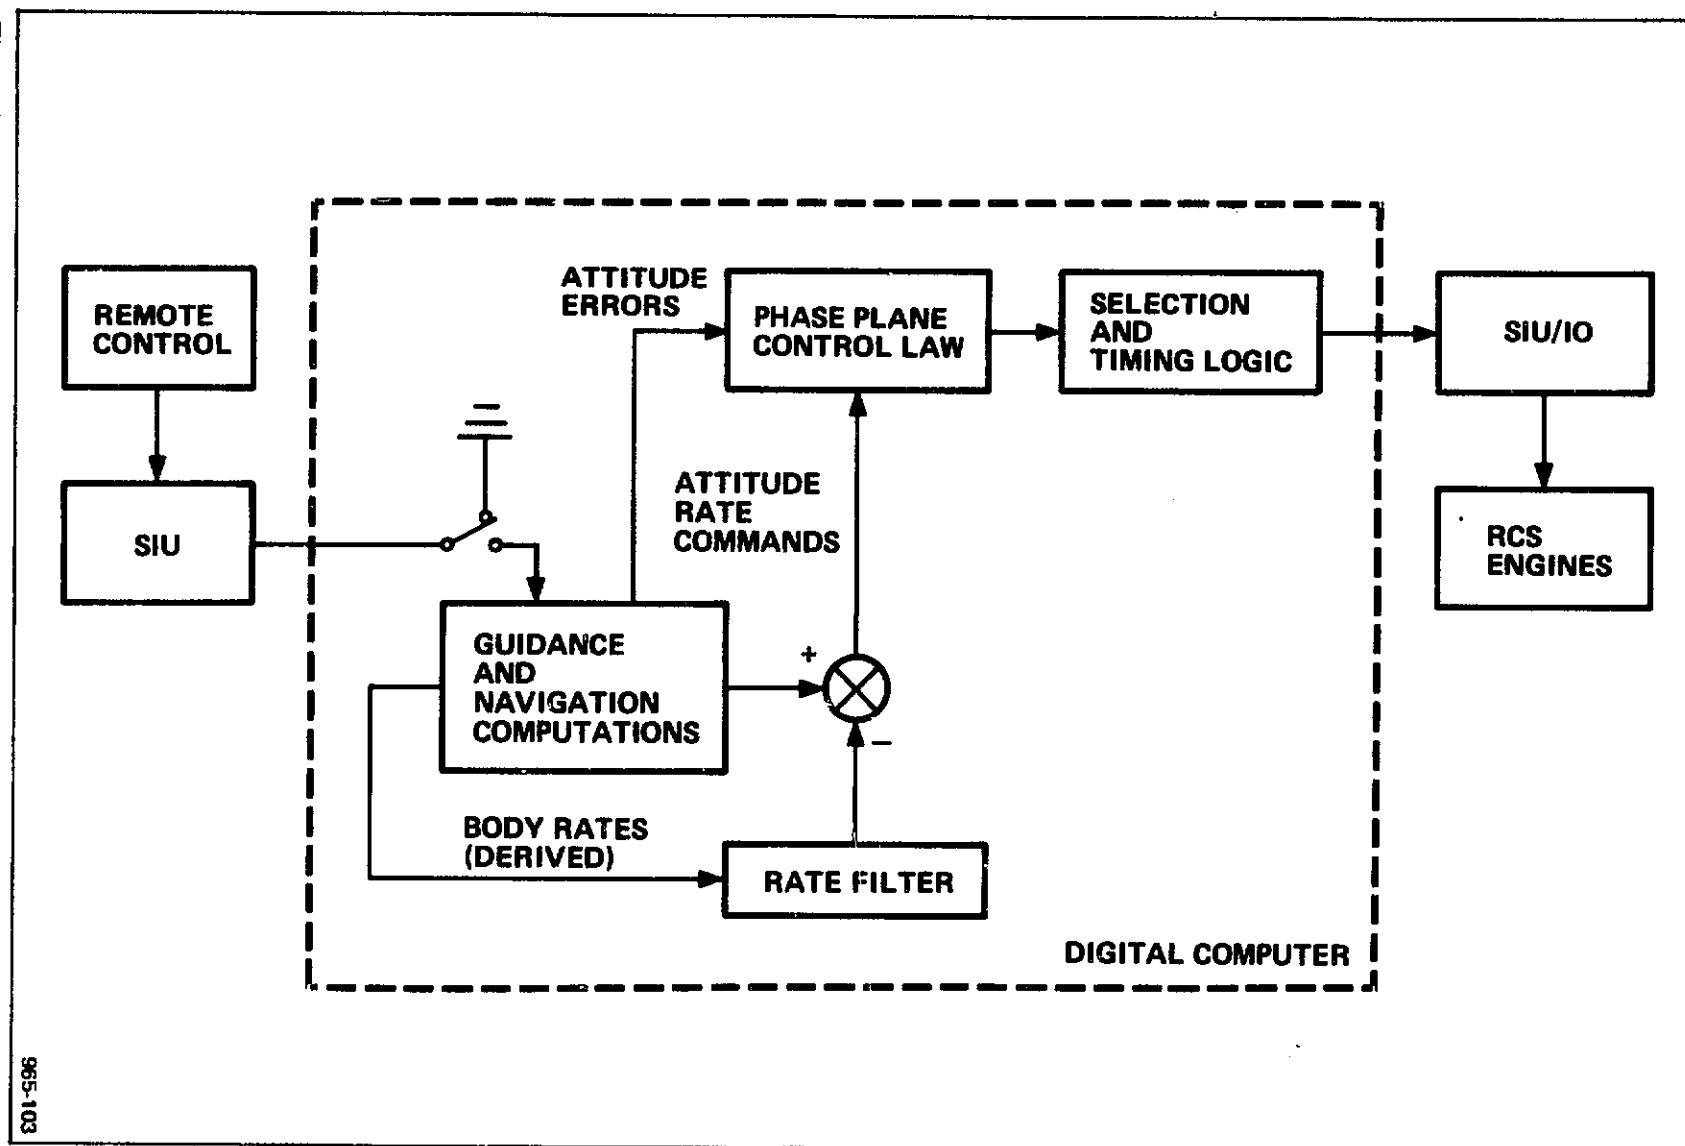 REMOTE
CONTROL
SIU
ATTITUDE
ERRORS
PHASE PLANE
CONTROL LAW
SELECTION
AND
TIMING LOGIC
SIU/IO
RCS
ENGINES
ATTITUDE
RATE
COMMANDS
GUIDANCE
AND
NAVIGATION
COMPUTATIONS
+
−
BODY RATES
(DERIVED)
RATE FILTER
DIGITAL COMPUTER
965-103